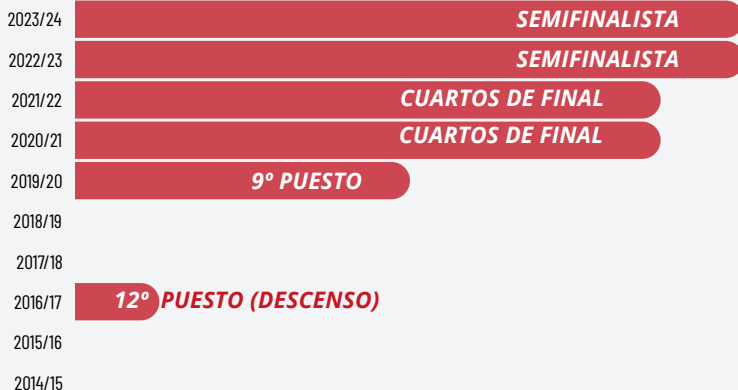 2023/24 SEMIFINALISTA
2022/23 SEMIFINALISTA
2021/22 CUARTOS DE FINAL
2020/21 CUARTOS DE FINAL
2019/20 9º PUESTO
2018/19
2017/18
2016/17 12º PUESTO (DESCENSO)
2015/16
2014/15